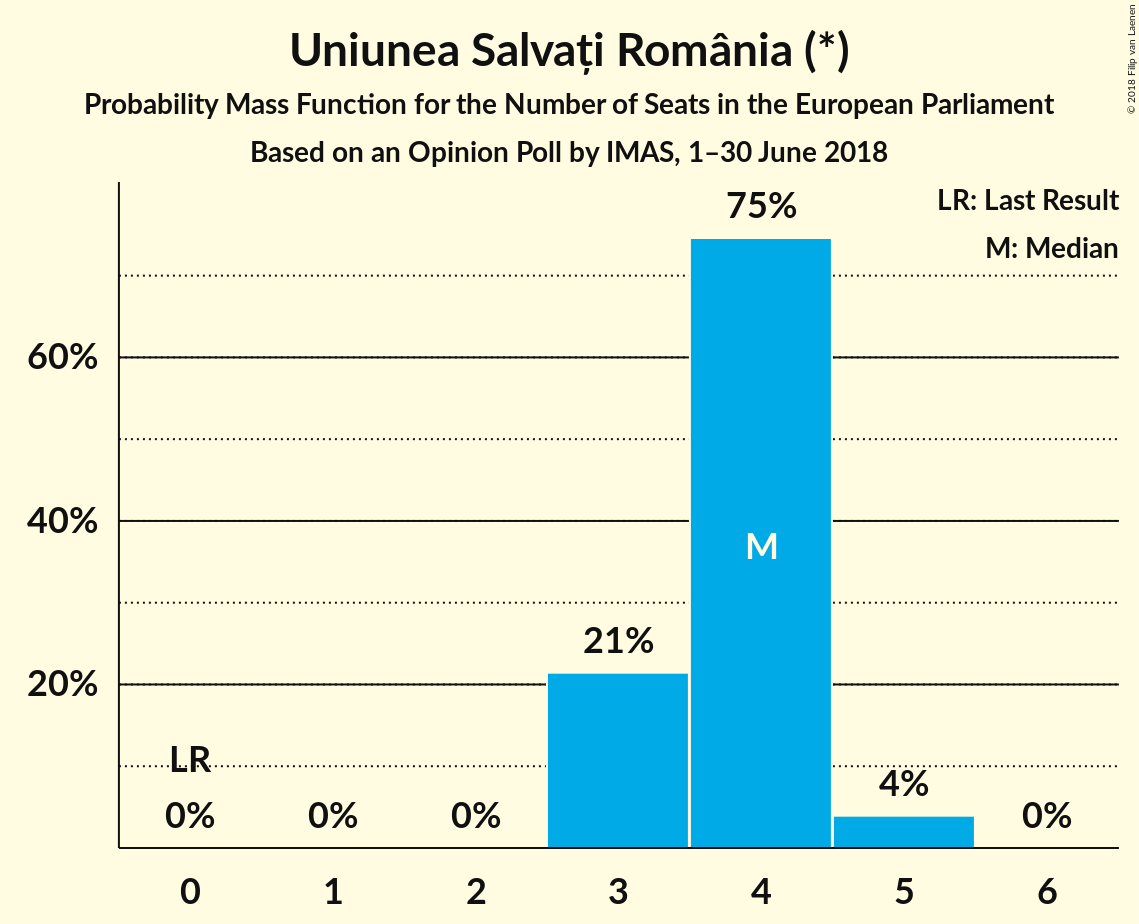 Uniunea Salvați România (*)
Probability Mass Function for the Number of Seats in the European Parliament
Based on an Opinion Poll by IMAS, 1–30 June 2018
© 2018 Filip van Laenen
LR: Last Result
M: Median
75%
60%
40%
M
21%
20%
LR
4%
0%
0%
0%
0%
0
1
2
3
4
5
6